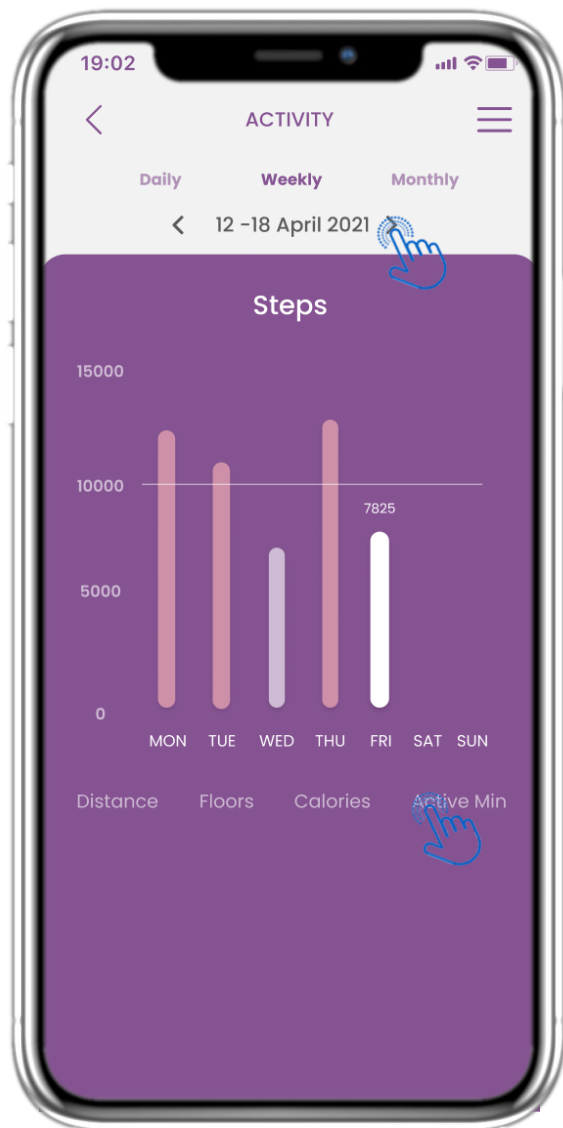 19:02
ACTIVITY
Daily Weekly Monthly
12 -18 April 2021
Steps
15000
10000
7825
5000
0
MON TUE WED THU FRI SAT SUN
Distance Floors Calories Active Min